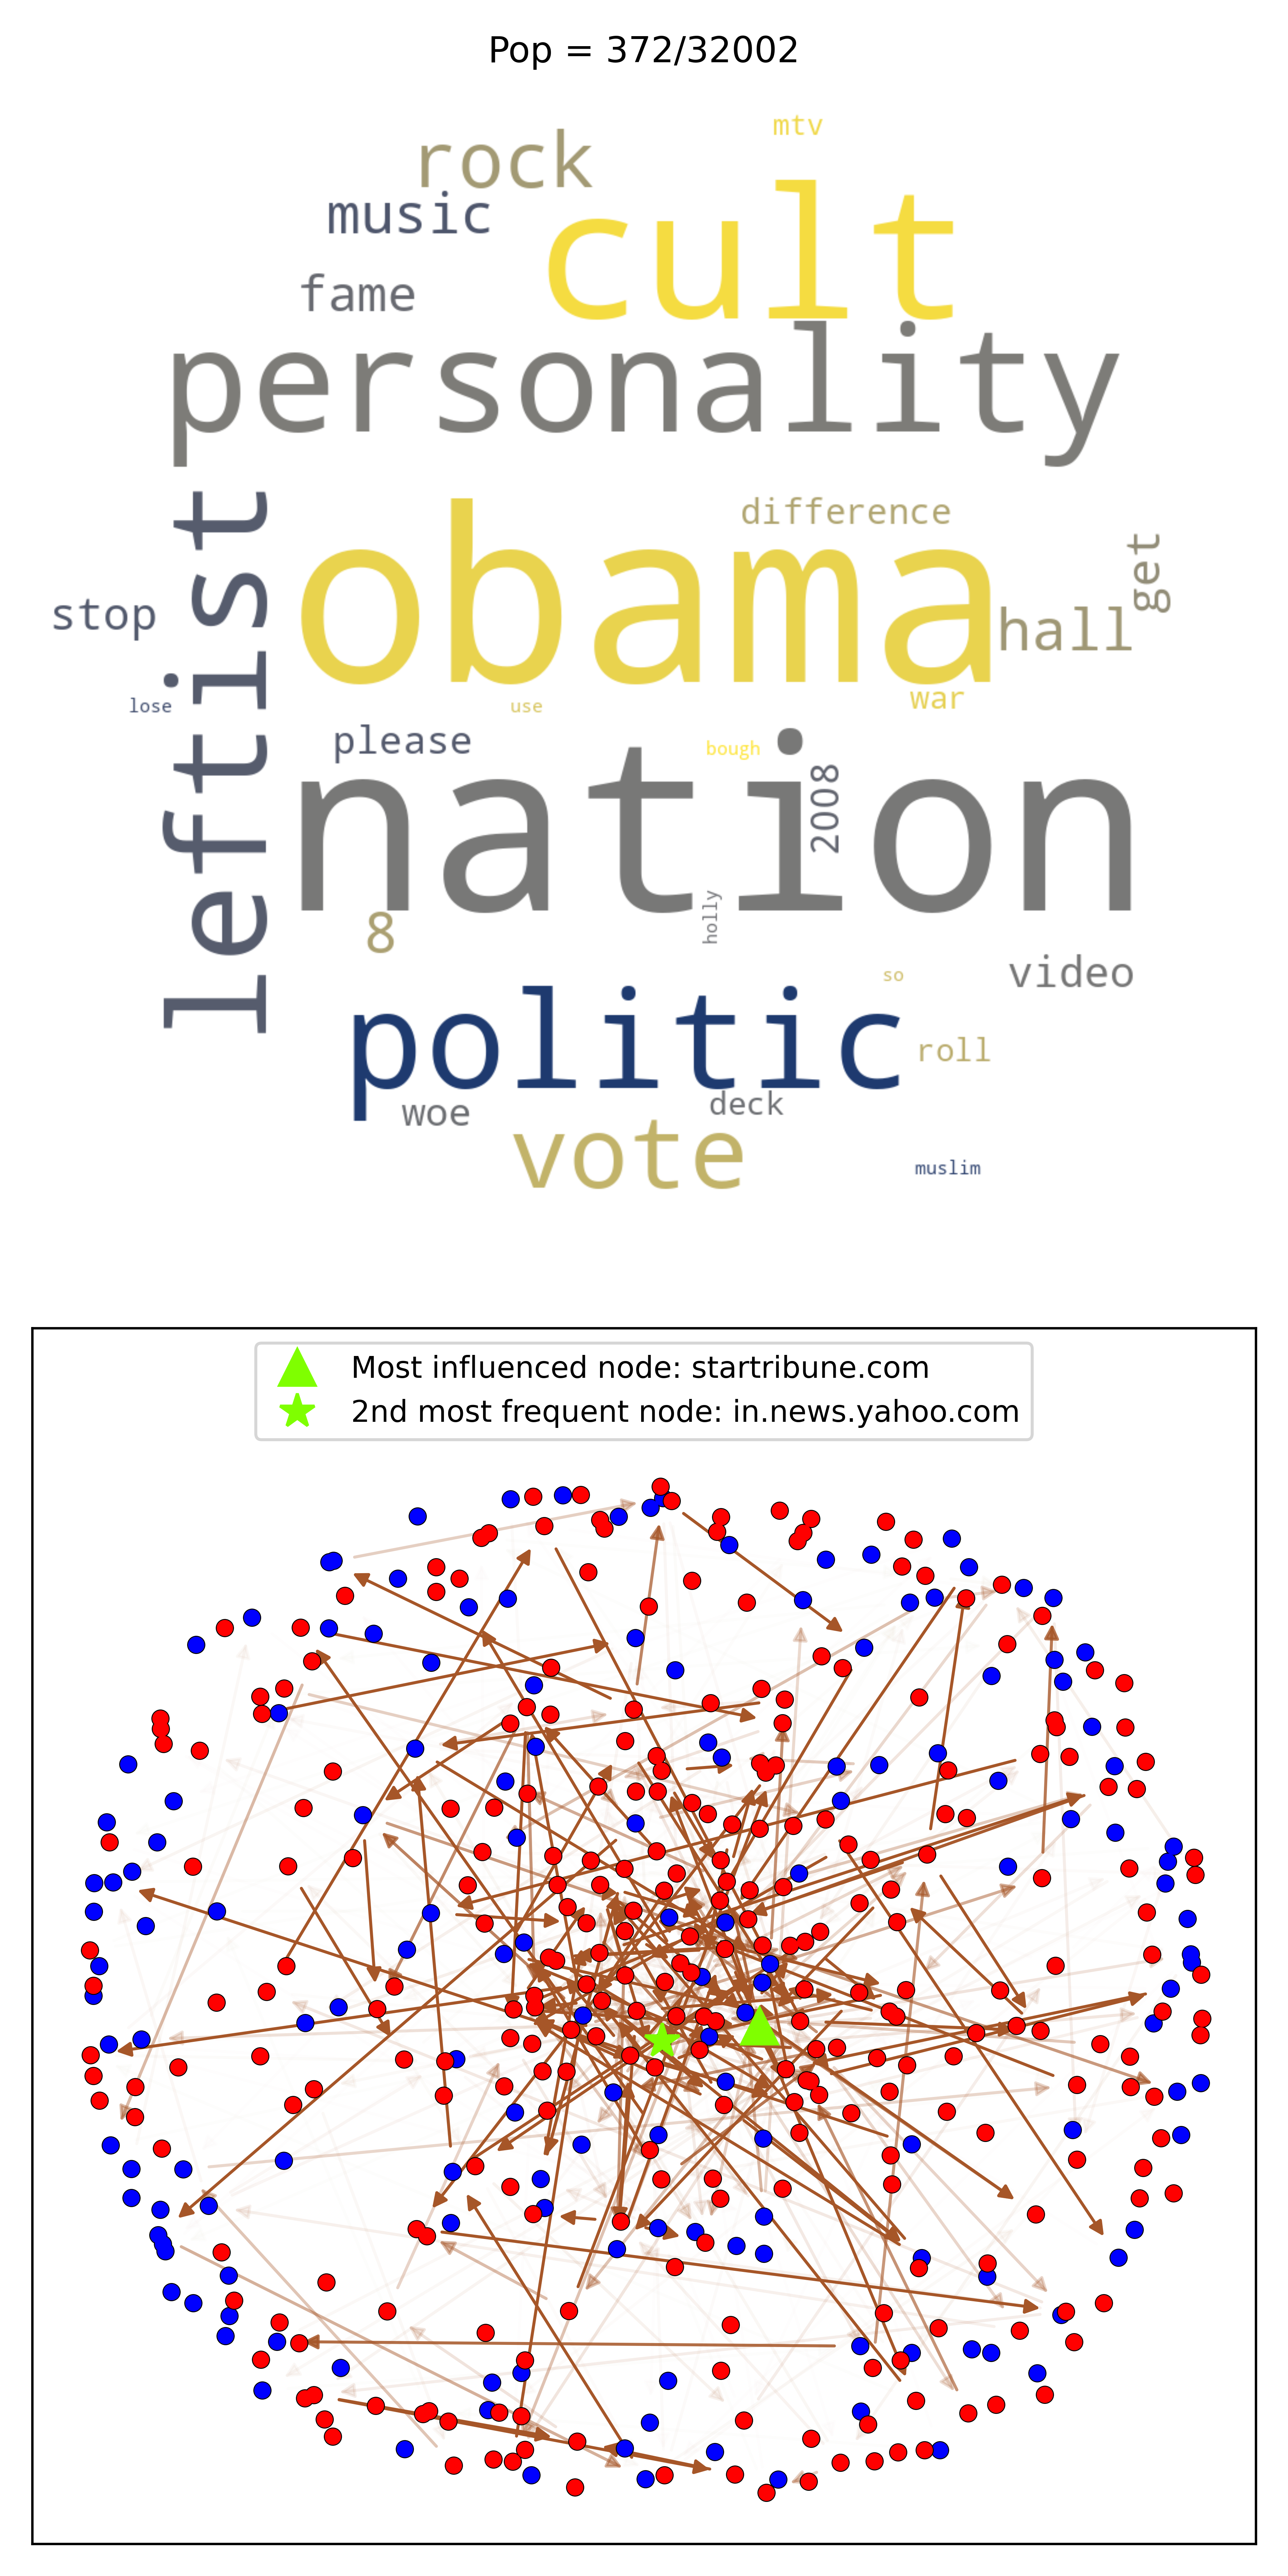 Pop = 372/32002
mtv
rock
music
cult
fame
personality
leftist
obama
difference
get
stop
hall
lose
use
war
please
bough
nation
2008
8
holly
so
video
politic
roll
woe
deck
vote
muslim
Most influenced node: startribune.com
2nd most frequent node: in.news.yahoo.com